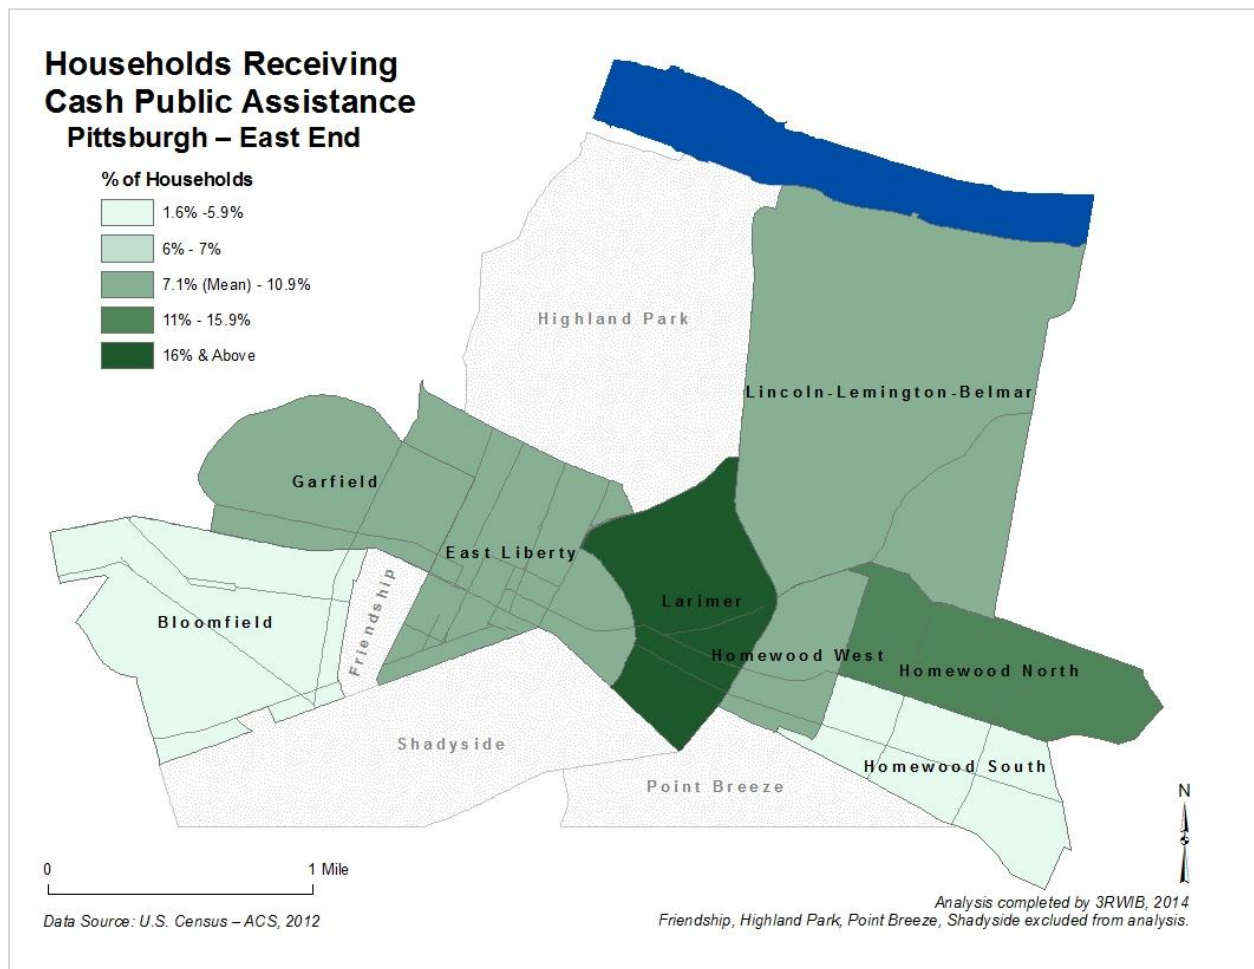 Households Receiving
Cash Public Assistance
Pittsburgh – East End
% of Households
1.6% -5.9%
6% - 7%
7.1% (Mean) - 10.9%
11% - 15.9%
16% & Above
Highland Park
Lincoln-Lemington-Belmar
Garfield
East Liberty
Friendship
Larimer
Bloomfield
Homewood West
Homewood North
Shadyside
Homewood South
Point Breeze
N
0 1 Mile
Data Source: U.S. Census – ACS, 2012
Analysis completed by 3RWIB, 2014
Friendship, Highland Park, Point Breeze, Shadyside excluded from analysis.